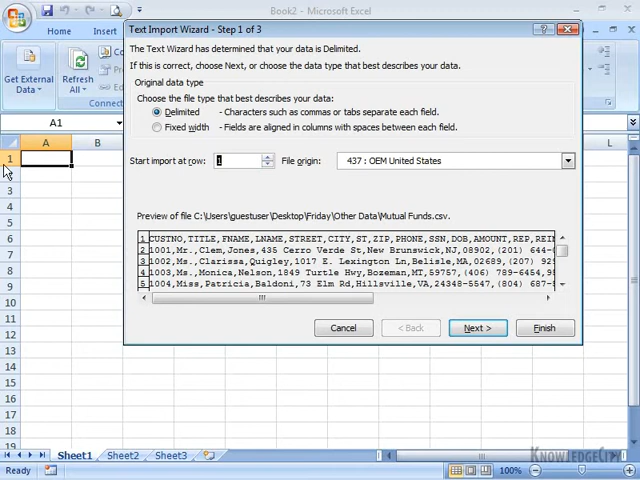 Book2 - Microsoft Excel
Home
Insert
Text Import Wizard - Step 1 of 3
The Text Wizard has determined that your data is Delimited.
If this is correct, choose Next, or choose the data type that best describes your data.
Original data type
Choose the file type that best describes your data:
Delimited - Characters such as commas or tabs separate each field.
Fixed width - Fields are aligned in columns with spaces between each field.
Get External
Data
Refresh
All
Connect
Start import at row: 1 File origin: 437 : OEM United States
Preview of file C:\Users\guestuser\Desktop\Friday\Other Data\Mutual Funds.csv.
1 CUSTNO,TITLE,FNAME,LNAME,STREET,CITY,ST,ZIP,PHONE,SSN,DOB,AMOUNT,REP,REIN
2 1001,Mr.,Clem,Jones,435 Cerro Verde St,New Brunswick,NJ,08902,(201) 644-
3 1002,Ms.,Clarissa,Quigley,1017 E. Lexington Ln,Belisle,MA,02689,(207) 92
4 1003,Ms.,Monica,Nelson,1849 Turtle Hwy,Bozeman,MT,59757,(406) 789-6454,9
5 1004,Miss,Patricia,Baldoni,73 Elm Rd,Hillsville,VA,24348-5547,(804) 687-
Cancel < Back Next > Finish
A1
A B L
1
3
4
5
6
7
8
9
10
11
12
13
14
15
16
17
18
19
Sheet1 Sheet2 Sheet3
KnowledgeCity
Ready 100%